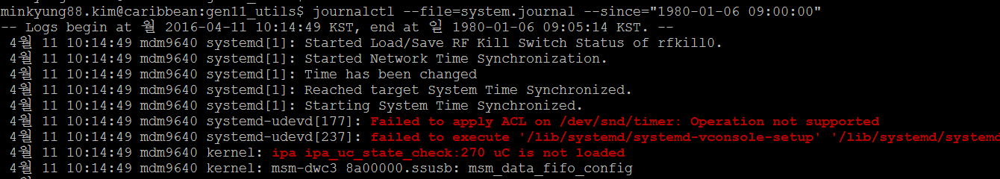 minkyung88.kim@caribbean:gen11_utils$ journalctl --file=system.journal --since="1980-01-06 09:00:00"
-- Logs begin at 월 2016-04-11 10:14:49 KST, end at 일 1980-01-06 09:05:14 KST. --
4월 11 10:14:49 mdm9640 systemd[1]: Started Load/Save RF Kill Switch Status of rfkill0.
4월 11 10:14:49 mdm9640 systemd[1]: Started Network Time Synchronization.
4월 11 10:14:49 mdm9640 systemd[1]: Time has been changed
4월 11 10:14:49 mdm9640 systemd[1]: Reached target System Time Synchronized.
4월 11 10:14:49 mdm9640 systemd[1]: Starting System Time Synchronized.
4월 11 10:14:49 mdm9640 systemd-udevd[177]: Failed to apply ACL on /dev/snd/timer: Operation not supported
4월 11 10:14:49 mdm9640 systemd-udevd[237]: failed to execute '/lib/systemd/systemd-vconsole-setup' '/lib/systemd/systemd
4월 11 10:14:49 mdm9640 kernel: ipa ipa_uc_state_check:270 uC is not loaded
4월 11 10:14:49 mdm9640 kernel: msm-dwc3 8a00000.ssusb: msm_data_fifo_config